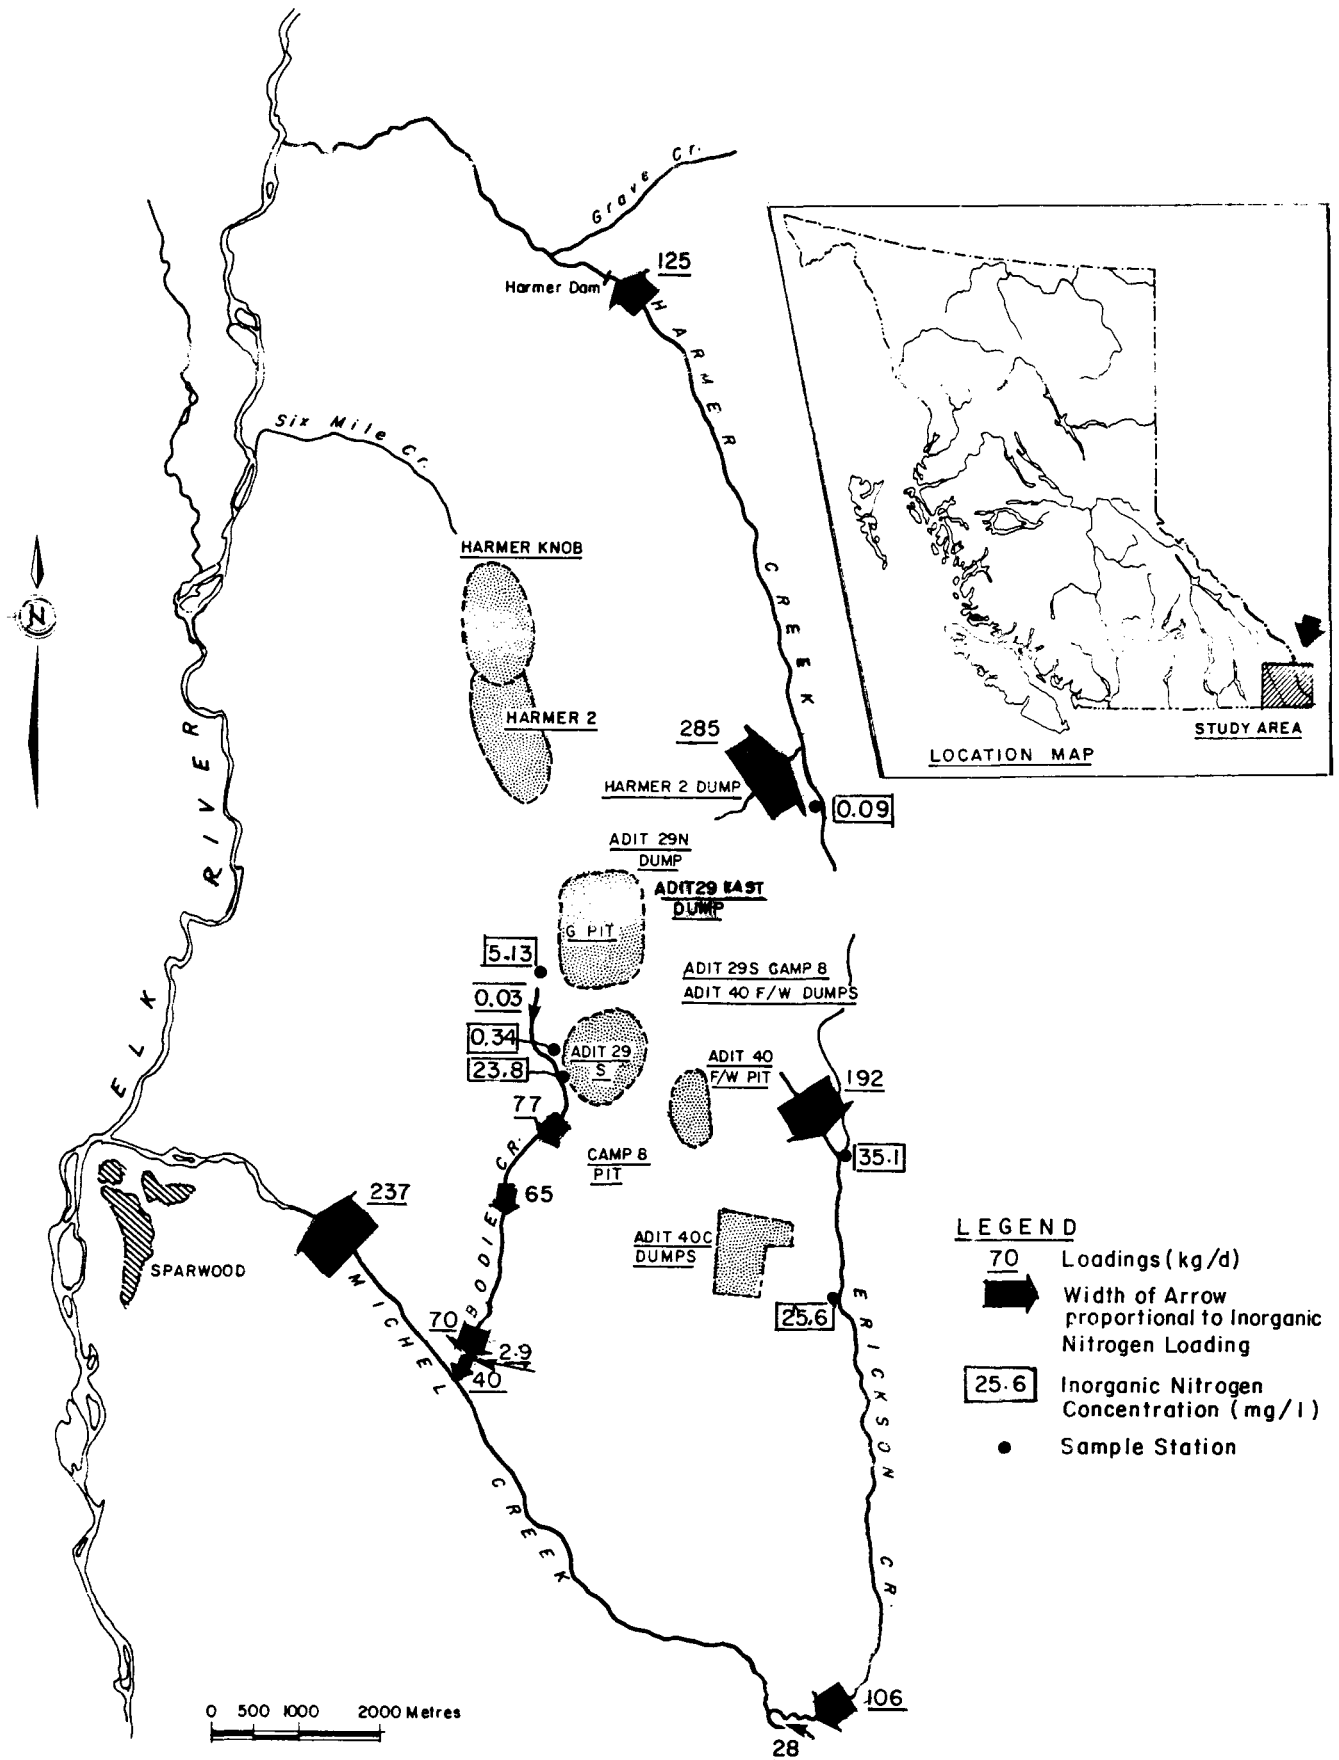 Grave Cr.
125
Harmer Dam
HARMER CREEK
Six Mile Cr.
HARMER KNOB
HARMER 2
N
ELK RIVER
285
HARMER 2 DUMP
0.09
LOCATION MAP
STUDY AREA
ADIT 29N
DUMP
ADIT 29 EAST
DUMP
G PIT
5.13
0.03
0.34
23.8
ADIT 29
S
ADIT 29S CAMP 8
ADIT 40 F/W DUMPS
ADIT 40
F/W PIT
192
35.1
77
CAMP 8
PIT
BODIE CR.
65
237
SPARWOOD
ADIT 40C
DUMPS
25.6
ERICKSON CR.
70
2.9
40
MICHEL CREEK
106
28
LEGEND
70 Loadings (kg/d)
Width of Arrow
proportional to Inorganic
Nitrogen Loading
25.6 Inorganic Nitrogen
Concentration (mg/l)
Sample Station
0 500 1000 2000 Metres